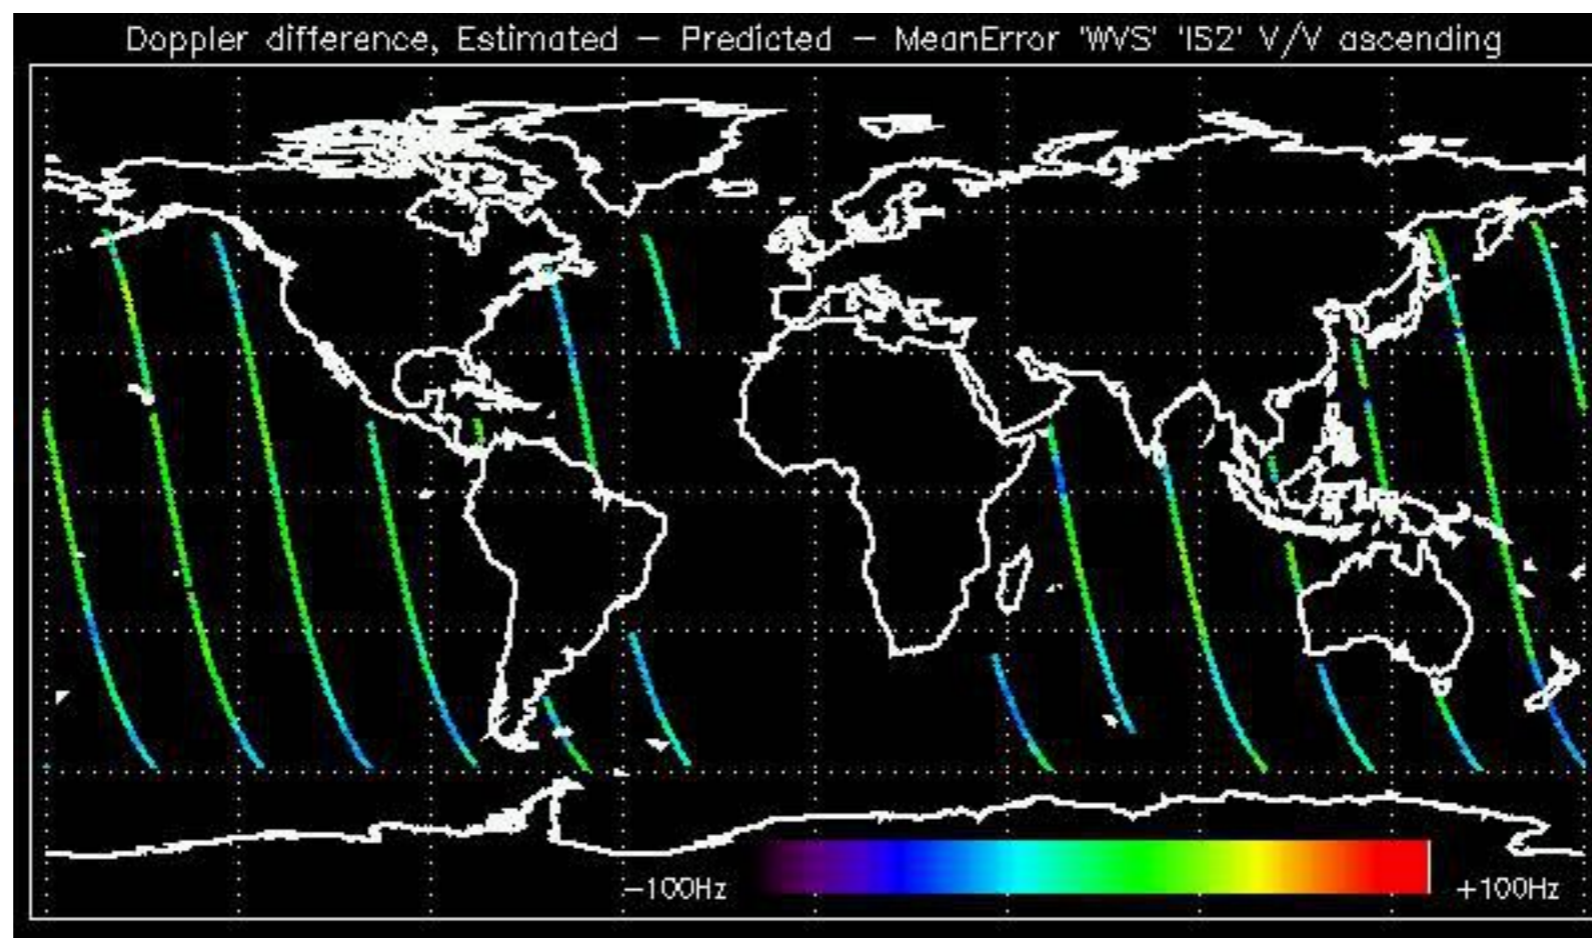 Doppler difference, Estimated – Predicted – MeanError 'WVS' 'IS2' V/V ascending
–100Hz +100Hz